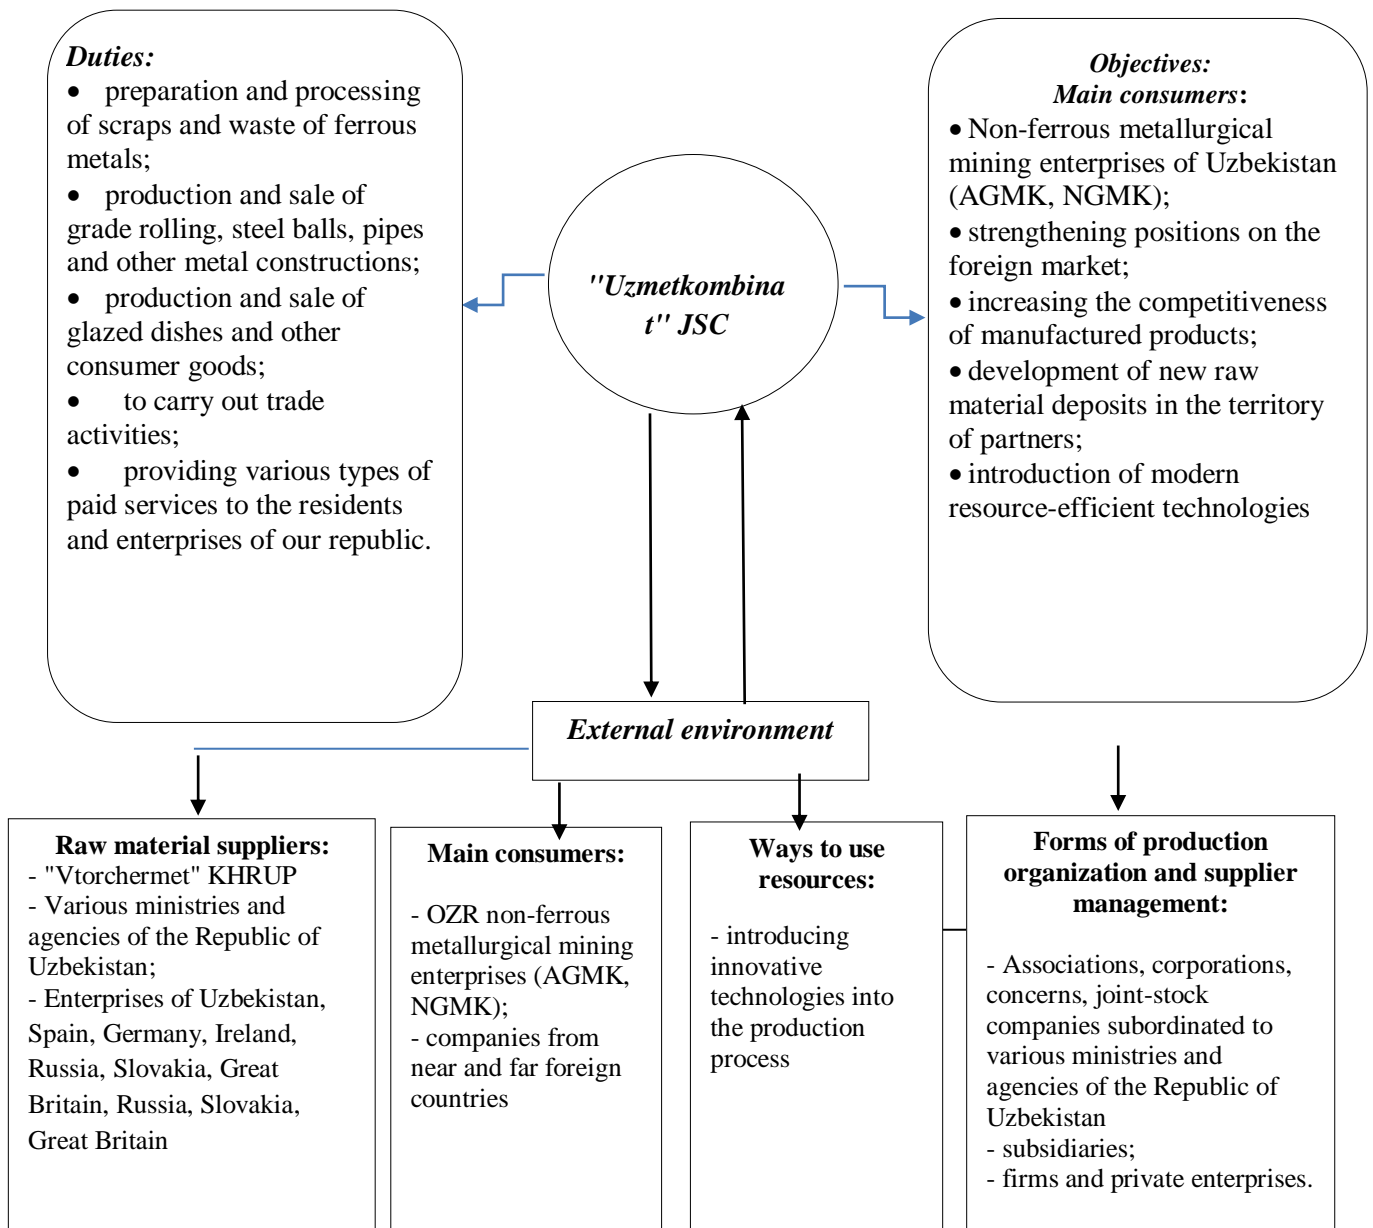 Duties:
• preparation and processing
of scraps and waste of ferrous
metals;
• production and sale of
grade rolling, steel balls, pipes
and other metal constructions;
• production and sale of
glazed dishes and other
consumer goods;
• to carry out trade
activities;
• providing various types of
paid services to the residents
and enterprises of our republic.
"Uzmetkombina
t" JSC
Objectives:
Main consumers:
• Non-ferrous metallurgical
mining enterprises of Uzbekistan
(AGMK, NGMK);
• strengthening positions on the
foreign market;
• increasing the competitiveness
of manufactured products;
• development of new raw
material deposits in the territory
of partners;
• introduction of modern
resource-efficient technologies
External environment
Raw material suppliers:
- "Vtorchermet" KHRUP
- Various ministries and
agencies of the Republic of
Uzbekistan;
- Enterprises of Uzbekistan,
Spain, Germany, Ireland,
Russia, Slovakia, Great
Britain, Russia, Slovakia,
Great Britain
Main consumers:
- OZR non-ferrous
metallurgical mining
enterprises (AGMK,
NGMK);
- companies from
near and far foreign
countries
Ways to use
resources:
- introducing
innovative
technologies into
the production
process
Forms of production
organization and supplier
management:
- Associations, corporations,
concerns, joint-stock
companies subordinated to
various ministries and
agencies of the Republic of
Uzbekistan
- subsidiaries;
- firms and private enterprises.